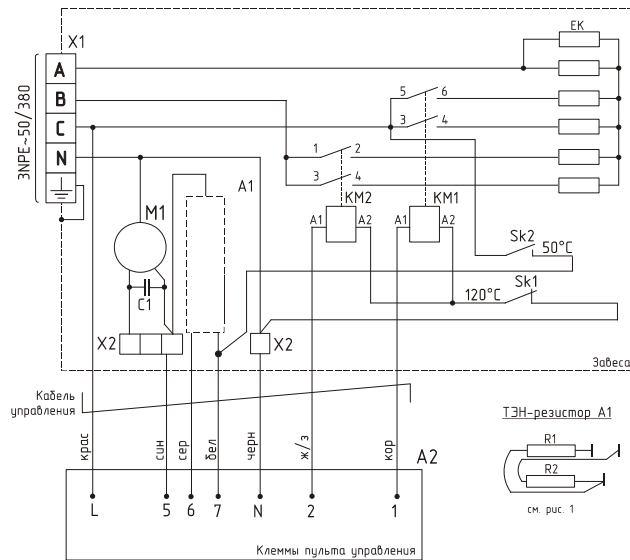 X1
EK
A
B
C
N
3NPE~50/380
5 6
3 4
1 2
3 4
KM2
KM1
A1 A2
A1 A2
M1
A1
C1
Sk2
50°C
Sk1
120°C
X2
X2
Завеса
Кабель
управления
крас
син
сер
бел
черн
ж/з
кор
A2
L 5 6 7 N 2 1
Клеммы пульта управления
ТЭН-резистор A1
R1
R2
см. рис. 1